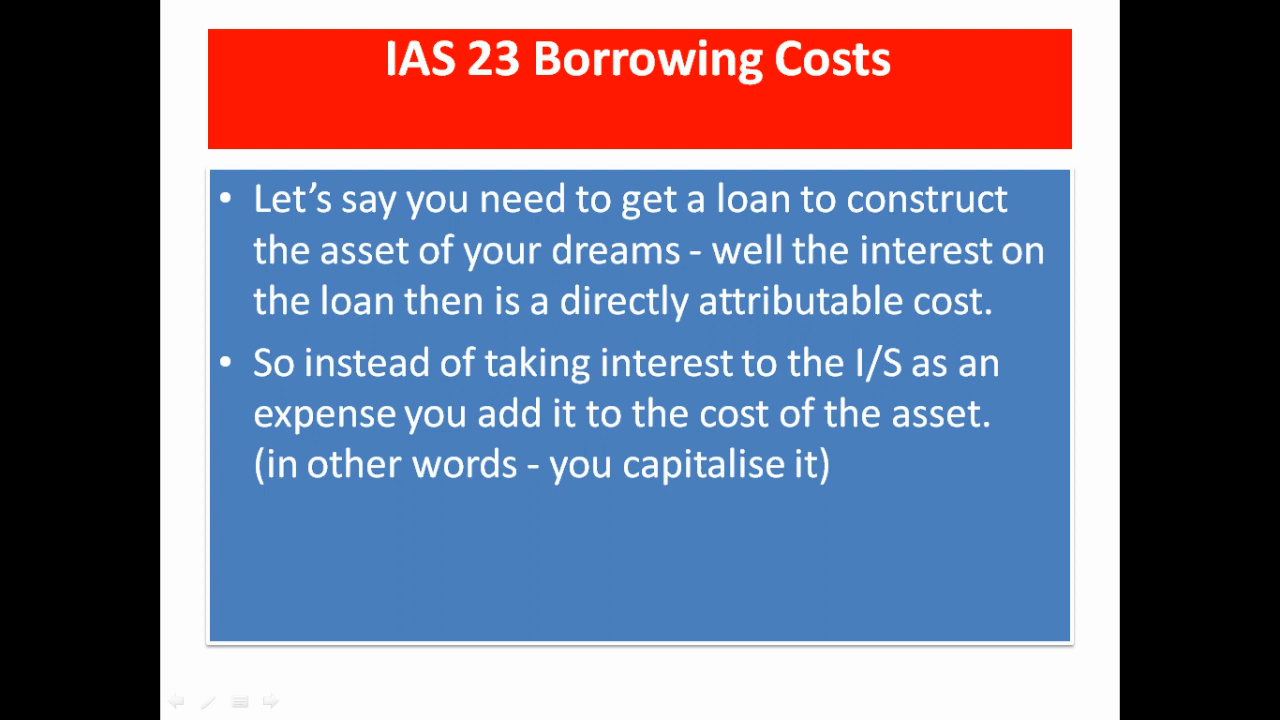 IAS 23 Borrowing Costs
• Let’s say you need to get a loan to construct
the asset of your dreams - well the interest on
the loan then is a directly attributable cost.
• So instead of taking interest to the I/S as an
expense you add it to the cost of the asset.
(in other words - you capitalise it)